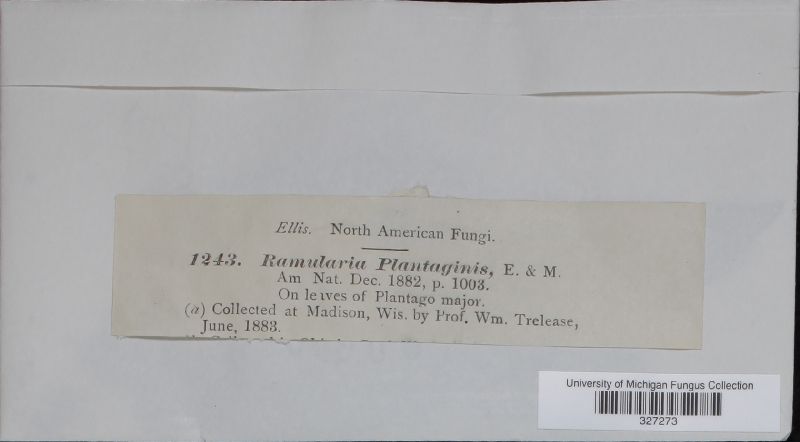 Ellis. North American Fungi.
1243. Ramularia Plantaginis, E. & M.
Am Nat. Dec. 1882, p. 1003.
On leaves of Plantago major.
(a) Collected at Madison, Wis. by Prof. Wm. Trelease,
June, 1883.
University of Michigan Fungus Collection
327273